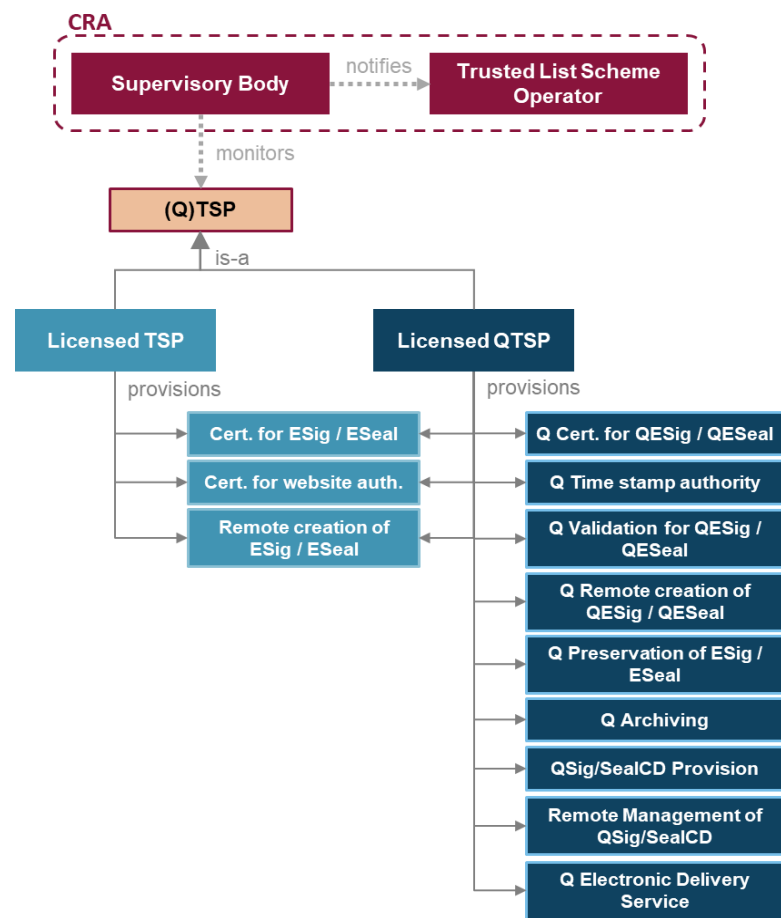 CRA
Supervisory Body
notifies
Trusted List Scheme
Operator
monitors
(Q)TSP
is-a
Licensed TSP
Licensed QTSP
provisions
provisions
Cert. for ESig / ESeal
Q Cert. for QESig / QESeal
Cert. for website auth.
Q Time stamp authority
Remote creation of
ESig / ESeal
Q Validation for QESig /
QESeal
Q Remote creation of
QESig / QESeal
Q Preservation of ESig /
ESeal
Q Archiving
QSig/SealCD Provision
Remote Management of
QSig/SealCD
Q Electronic Delivery
Service